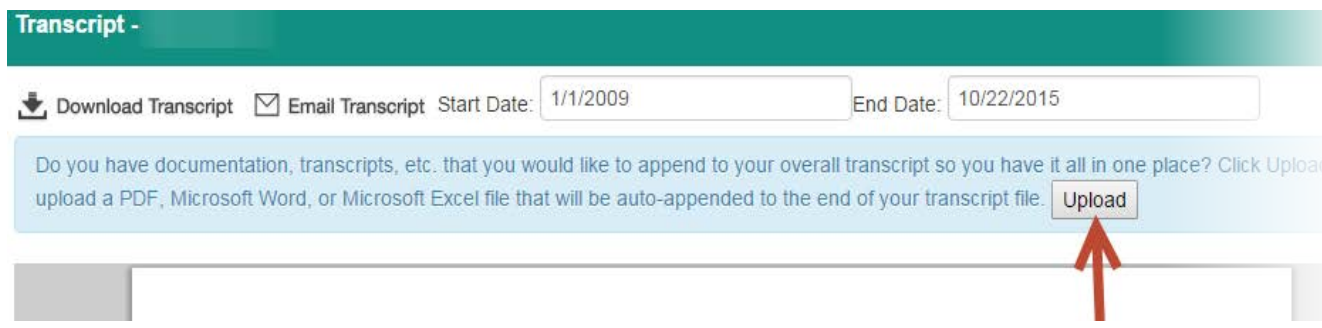 Transcript -
Download Transcript Email Transcript Start Date: 1/1/2009 End Date: 10/22/2015
Do you have documentation, transcripts, etc. that you would like to append to your overall transcript so you have it all in one place? Click
upload a PDF, Microsoft Word, or Microsoft Excel file that will be auto-appended to the end of your transcript file. Upload